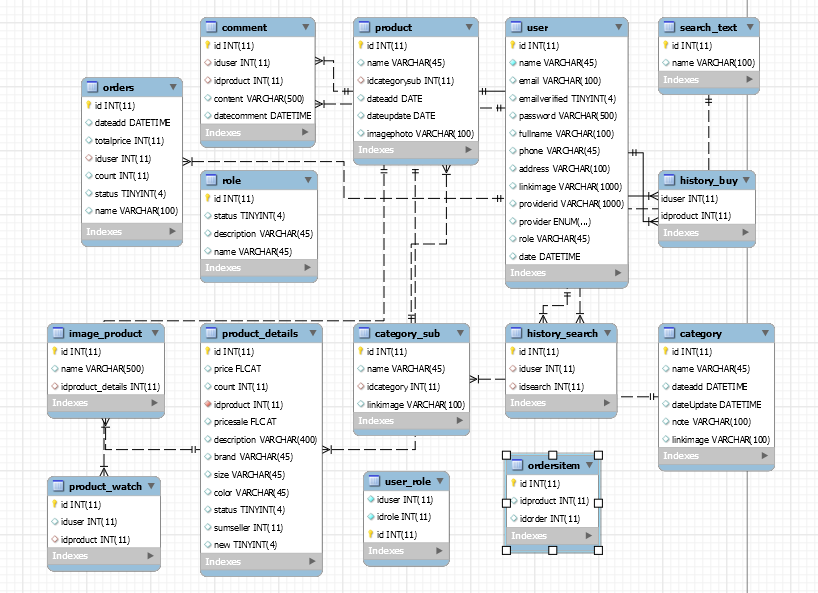 comment
id INT(11)
iduser INT(11)
idproduct INT(11)
content VARCHAR(500)
datecomment DATETIME
Indexes
product
id INT(11)
name VARCHAR(45)
idcategorysub INT(11)
dateadd DATE
dateupdate DATE
imagephoto VARCHAR(100)
Indexes
user
id INT(11)
name VARCHAR(45)
email VARCHAR(100)
emailverified TINYINT(4)
password VARCHAR(500)
fullname VARCHAR(100)
phone VARCHAR(45)
address VARCHAR(100)
linkimage VARCHAR(1000)
providerid VARCHAR(1000)
provider ENUM(...)
role VARCHAR(45)
date DATETIME
Indexes
search_text
id INT(11)
name VARCHAR(100)
Indexes
orders
id INT(11)
dateadd DATETIME
totalprice INT(11)
iduser INT(11)
count INT(11)
status TINYINT(4)
name VARCHAR(100)
Indexes
role
id INT(11)
status TINYINT(4)
description VARCHAR(45)
name VARCHAR(45)
Indexes
history_buy
iduser INT(11)
idproduct INT(11)
Indexes
image_product
id INT(11)
name VARCHAR(500)
idproduct_details INT(11)
Indexes
product_details
id INT(11)
price FLOAT
count INT(11)
idproduct INT(11)
pricesale FLOAT
description VARCHAR(400)
brand VARCHAR(45)
size VARCHAR(45)
color VARCHAR(45)
status TINYINT(4)
sumseller INT(11)
new TINYINT(4)
Indexes
category_sub
id INT(11)
name VARCHAR(45)
idcategory INT(11)
linkimage VARCHAR(100)
Indexes
history_search
id INT(11)
iduser INT(11)
idsearch INT(11)
Indexes
category
id INT(11)
name VARCHAR(45)
dateadd DATETIME
dateUpdate DATETIME
note VARCHAR(100)
linkimage VARCHAR(100)
Indexes
product_watch
id INT(11)
iduser INT(11)
idproduct INT(11)
Indexes
user_role
iduser INT(11)
idrole INT(11)
id INT(11)
Indexes
ordersitem
id INT(11)
idproduct INT(11)
idorder INT(11)
Indexes